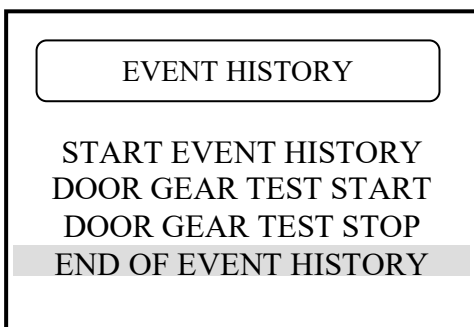 EVENT HISTORY
START EVENT HISTORY
DOOR GEAR TEST START
DOOR GEAR TEST STOP
END OF EVENT HISTORY